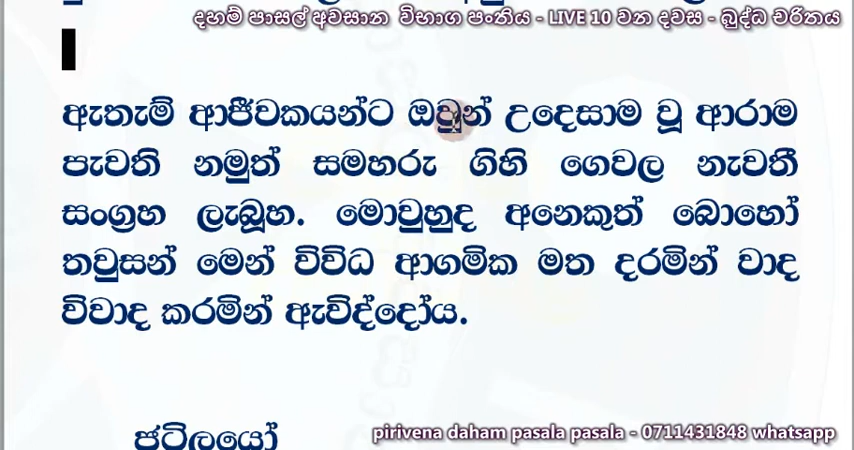 දහම් පාසල් අවසාන විභාග පංතිය - LIVE 10 වන දවස - බුද්ධ චරිතය
ඇතැම් ආජීවකයන්ට ඔවුන් උදෙසාම වූ ආරාම
පැවති නමුත් සමහරු ගිහි ගෙවල නැවතී
සංග්‍රහ ලැබූහ. මොවුහුද අනෙකුත් බොහෝ
තවුසන් මෙන් විවිධ ආගමික මත දරමින් වාද
විවාද කරමින් ඇවිද්දෝය.
ජටිලයෝ
pirivena daham pasala pasala - 0711431848 whatsapp